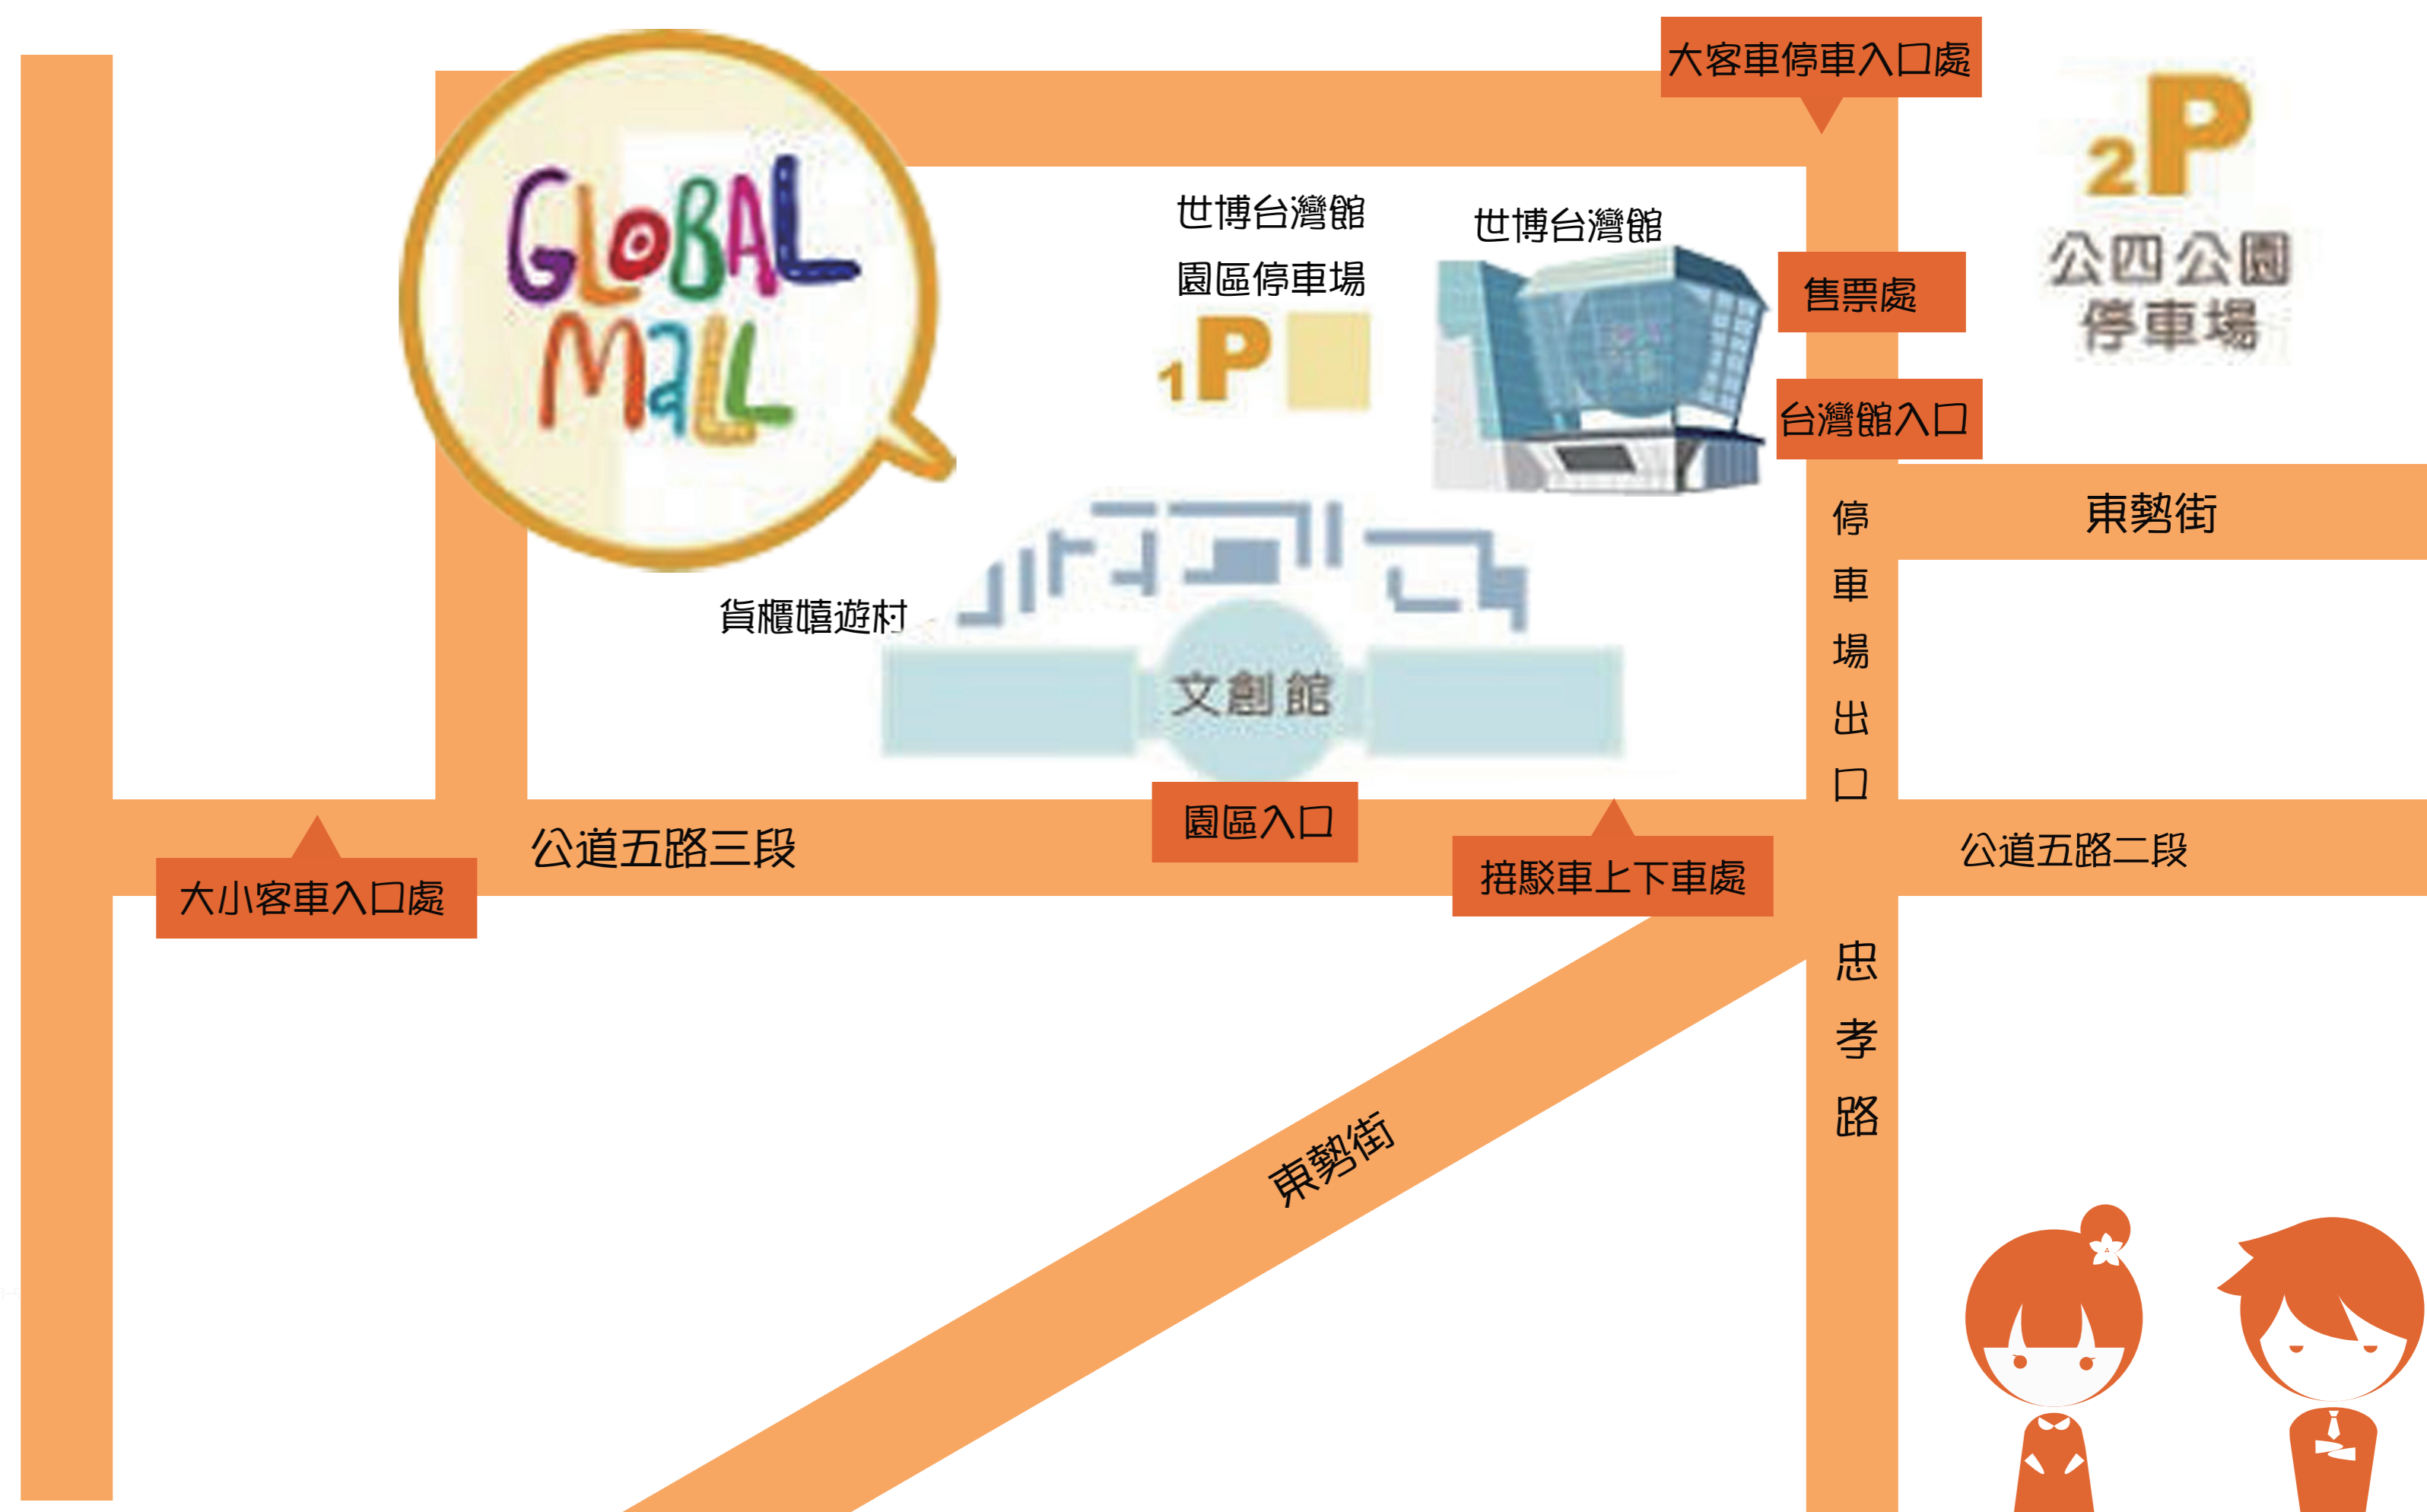 大客車停車入口處
GLOBAL
MALL
世博台灣館
園區停車場
1P
世博台灣館
售票處
台灣館入口
2P
公四公園
停車場
東勢街
停車場出口
貨櫃嬉遊村
文創館
園區入口
公道五路三段
公道五路二段
大小客車入口處
接駁車上下車處
忠孝路
東勢街